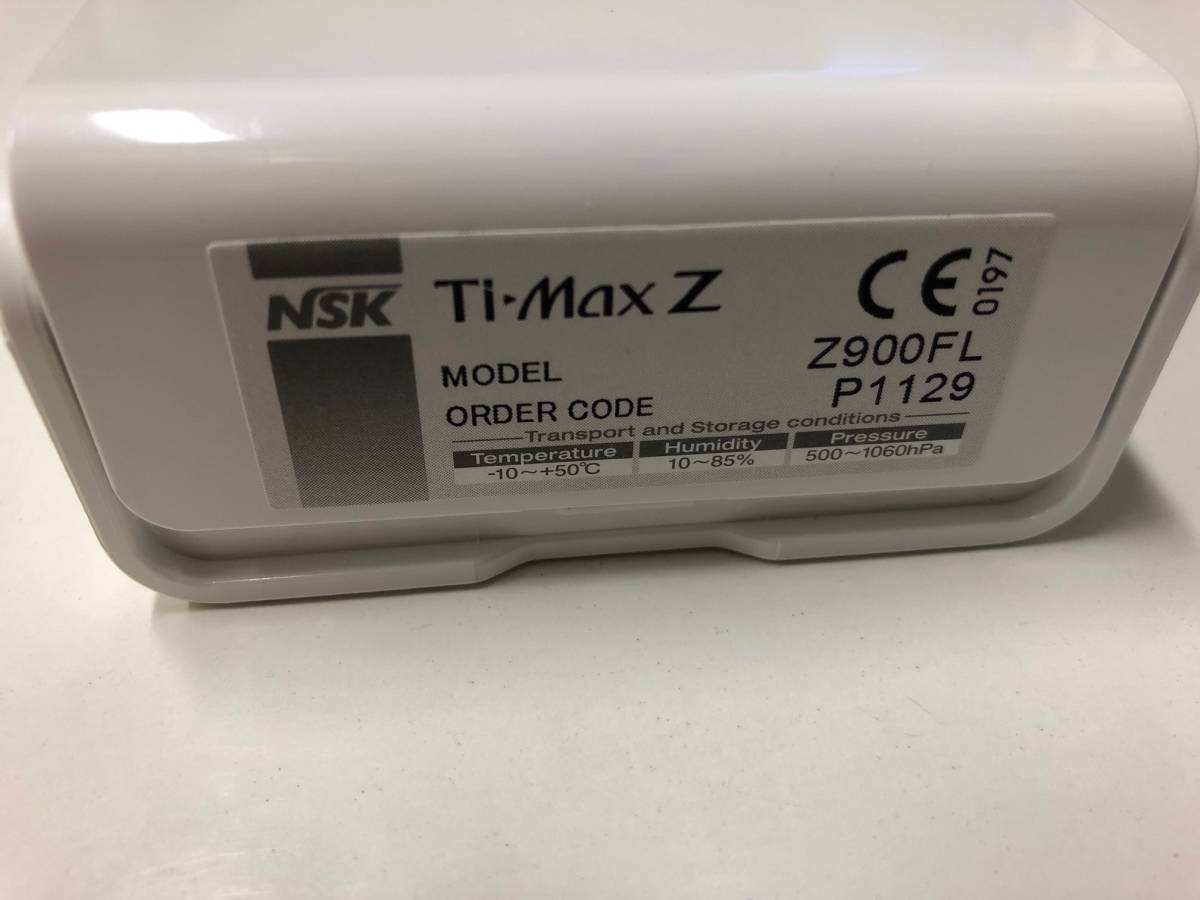 NSK
Ti-Max Z
CE 0197
MODEL Z900FL
ORDER CODE P1129
Transport and Storage conditions
Temperature Humidity Pressure
-10~+50℃ 10~85% 500~1060hPa